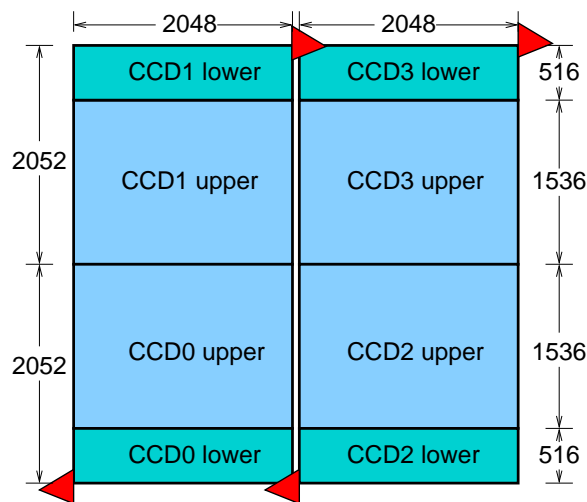 2048 2048
CCD1 lower CCD3 lower 516
2052 CCD1 upper CCD3 upper 1536
2052 CCD0 upper CCD2 upper 1536
CCD0 lower CCD2 lower 516